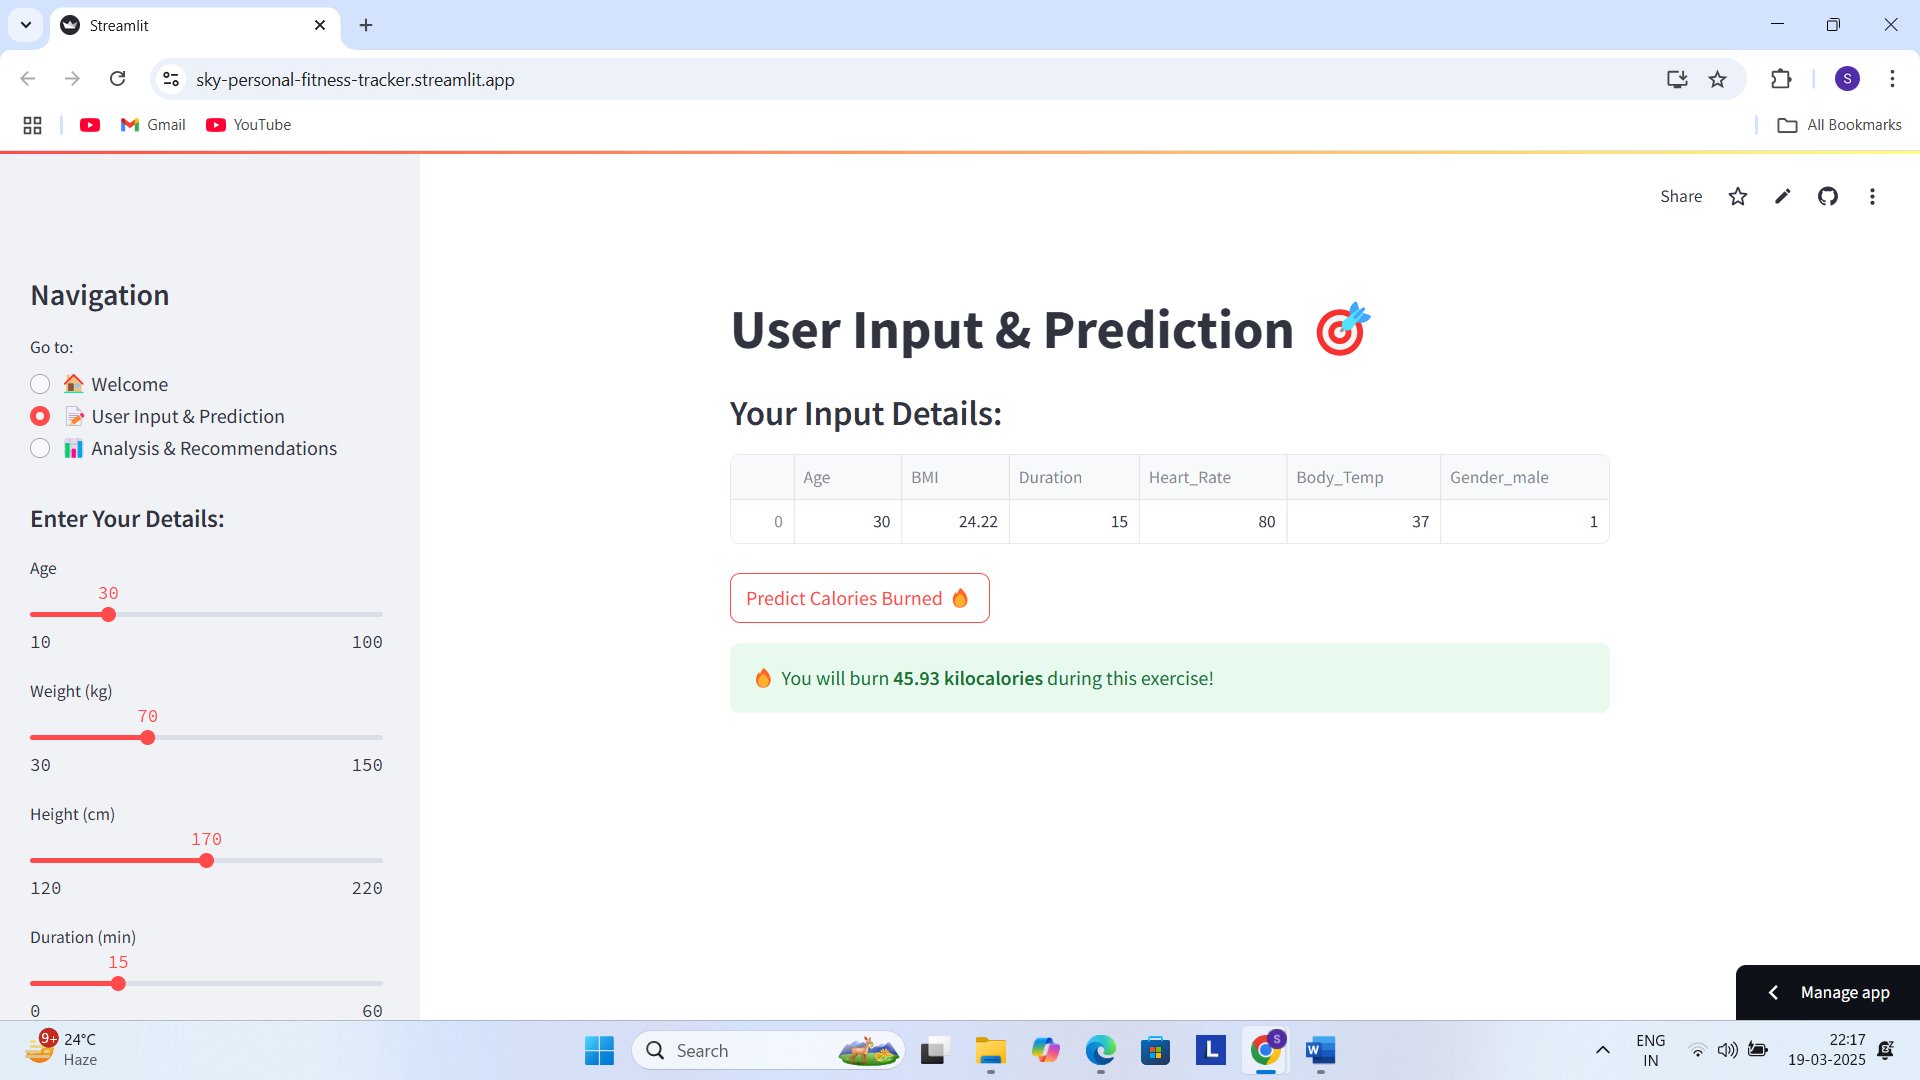 Streamlit
sky-personal-fitness-tracker.streamlit.app
S
Gmail
YouTube
All Bookmarks
Share
Navigation
Go to:
Welcome
User Input & Prediction
Analysis & Recommendations
Enter Your Details:
Age
30
10 100
Weight (kg)
70
30 150
Height (cm)
170
120 220
Duration (min)
15
0 60
User Input & Prediction
Your Input Details:
Age BMI Duration Heart_Rate Body_Temp Gender_male
0 30 24.22 15 80 37 1
Predict Calories Burned
You will burn 45.93 kilocalories during this exercise!
Manage app
9+
24°C
Haze
Search
L
S
W
ENG
IN
22:17
19-03-2025